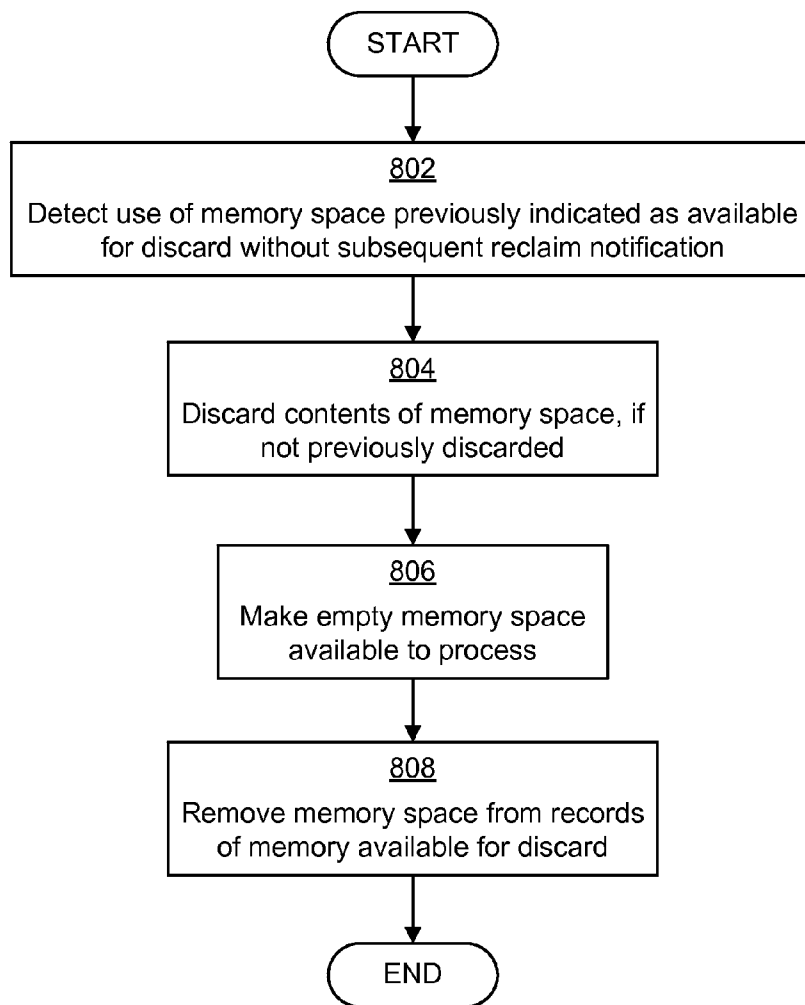 START
802
Detect use of memory space previously indicated as available
for discard without subsequent reclaim notification
804
Discard contents of memory space, if
not previously discarded
806
Make empty memory space
available to process
808
Remove memory space from records
of memory available for discard
END